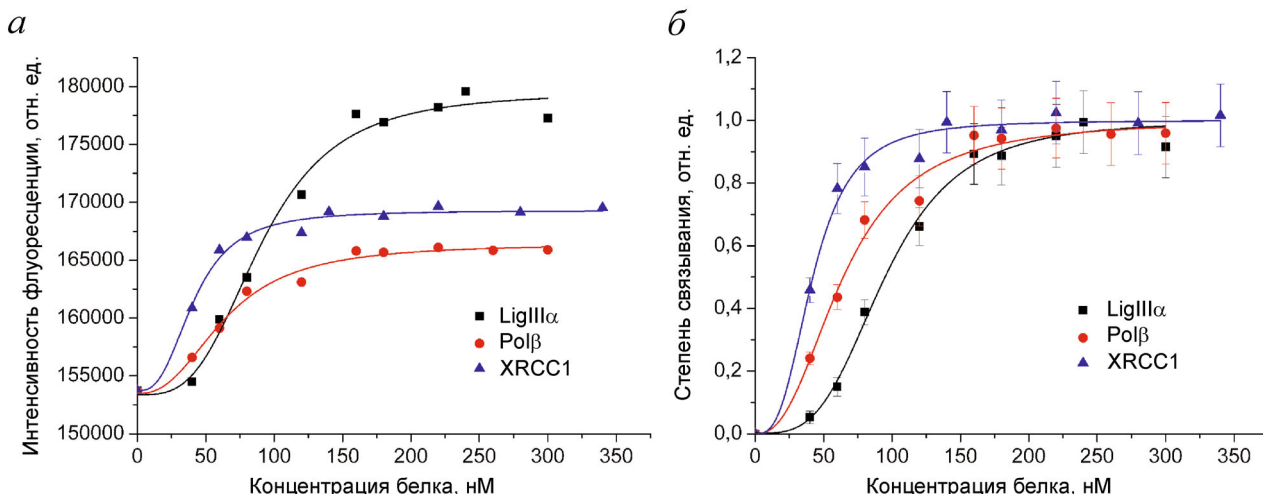 а
Интенсивность флуоресценции, отн. ед.
180000
175000
170000
165000
160000
155000
150000
LigIIIα
Polβ
XRCC1
0 50 100 150 200 250 300 350
Концентрация белка, нМ
б
Степень связывания, отн. ед.
1,2
1,0
0,8
0,6
0,4
0,2
0,0
LigIIIα
Polβ
XRCC1
0 50 100 150 200 250 300 350
Концентрация белка, нМ